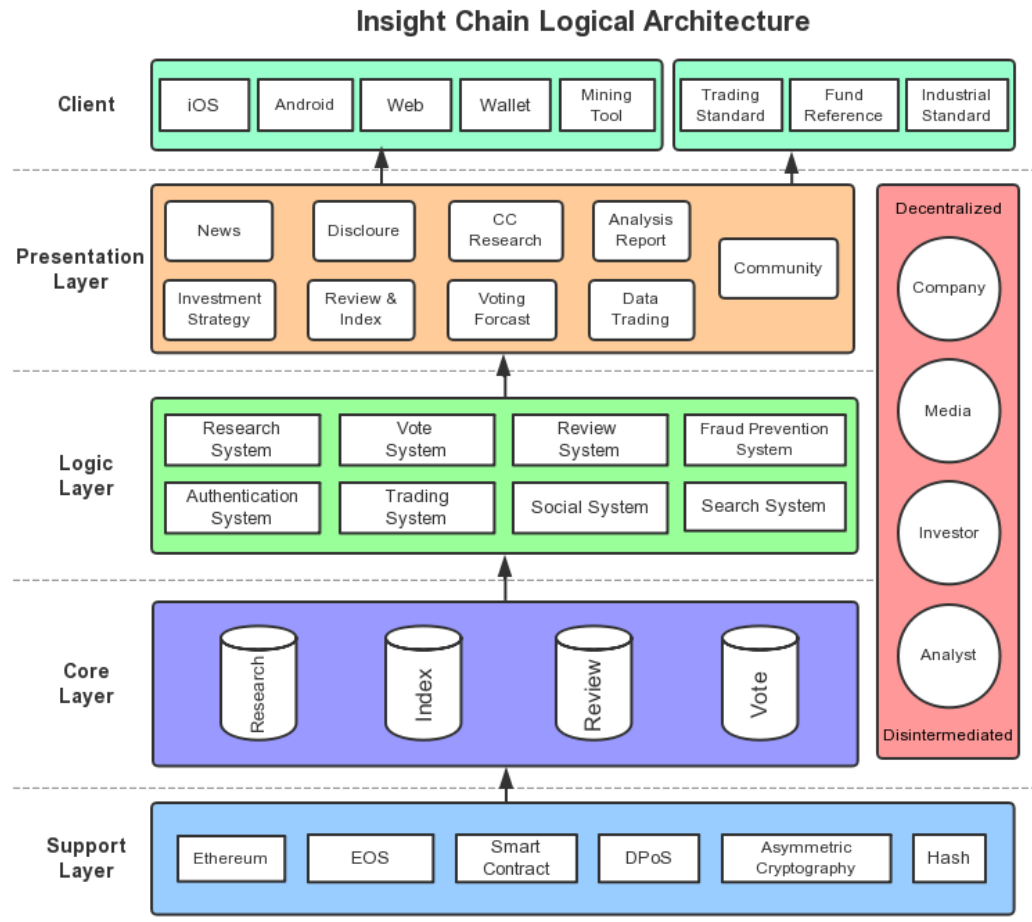 Insight Chain Logical Architecture
Client
iOS
Android
Web
Wallet
Mining
Tool
Trading
Standard
Fund
Reference
Industrial
Standard
Presentation
Layer
News
Discloure
CC
Research
Analysis
Report
Community
Investment
Strategy
Review &
Index
Voting
Forcast
Data
Trading
Decentralized
Company
Media
Investor
Analyst
Disintermediated
Logic
Layer
Research
System
Vote
System
Review
System
Fraud Prevention
System
Authentication
System
Trading
System
Social System
Search System
Core
Layer
Research
Index
Review
Vote
Support
Layer
Ethereum
EOS
Smart
Contract
DPoS
Asymmetric
Cryptography
Hash